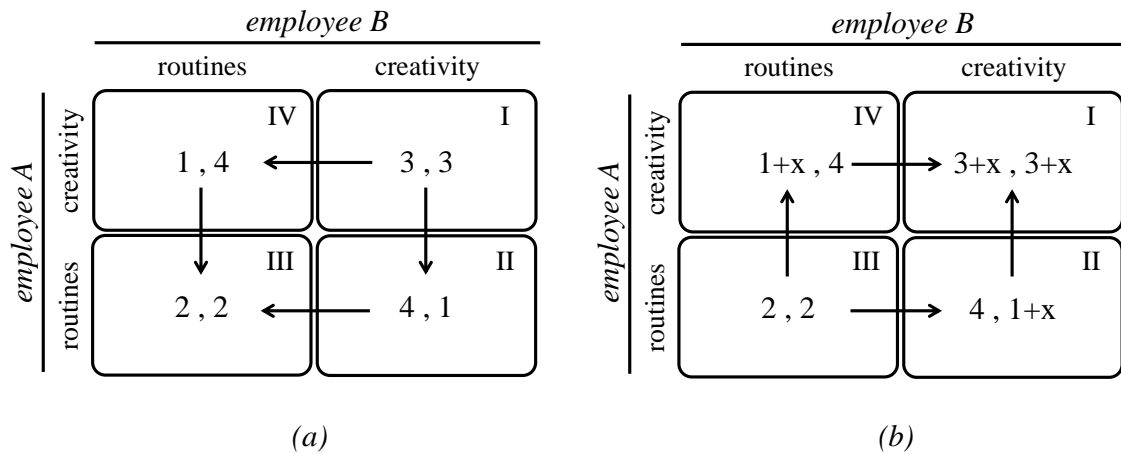 employee B
routines creativity
employee A
creativity
routines
IV
1 , 4
I
3 , 3
III
2 , 2
II
4 , 1
(a)
employee B
routines creativity
employee A
creativity
routines
IV
1+x , 4
I
3+x , 3+x
III
2 , 2
II
4 , 1+x
(b)